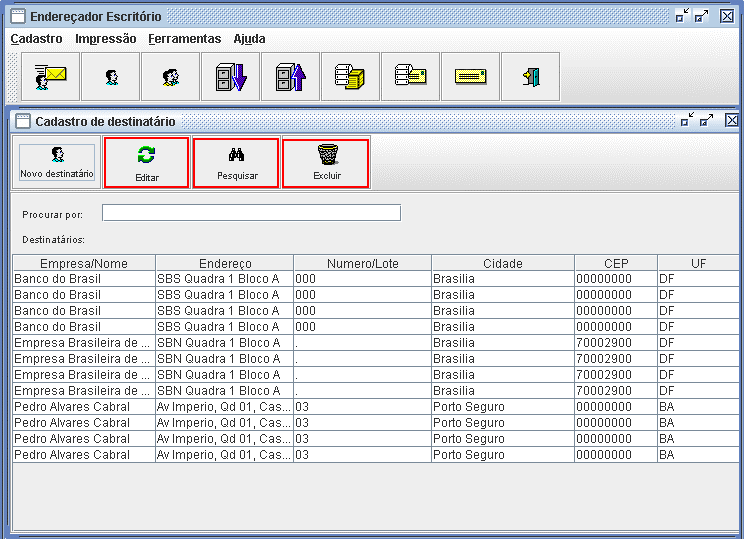 Endereçador Escritório
Cadastro Impressão Ferramentas Ajuda
Cadastro de destinatário
Novo destinatário Editar Pesquisar Excluir
Procurar por:
Destinatários:
Empresa/Nome Endereço Numero/Lote Cidade CEP UF
Banco do Brasil SBS Quadra 1 Bloco A 000 Brasilia 00000000 DF
Banco do Brasil SBS Quadra 1 Bloco A 000 Brasilia 00000000 DF
Banco do Brasil SBS Quadra 1 Bloco A 000 Brasilia 00000000 DF
Banco do Brasil SBS Quadra 1 Bloco A 000 Brasilia 00000000 DF
Empresa Brasileira de ... SBN Quadra 1 Bloco A . Brasilia 70002900 DF
Empresa Brasileira de ... SBN Quadra 1 Bloco A . Brasilia 70002900 DF
Empresa Brasileira de ... SBN Quadra 1 Bloco A . Brasilia 70002900 DF
Empresa Brasileira de ... SBN Quadra 1 Bloco A . Brasilia 70002900 DF
Pedro Alvares Cabral Av Imperio, Qd 01, Cas... 03 Porto Seguro 00000000 BA
Pedro Alvares Cabral Av Imperio, Qd 01, Cas... 03 Porto Seguro 00000000 BA
Pedro Alvares Cabral Av Imperio, Qd 01, Cas... 03 Porto Seguro 00000000 BA
Pedro Alvares Cabral Av Imperio, Qd 01, Cas... 03 Porto Seguro 00000000 BA